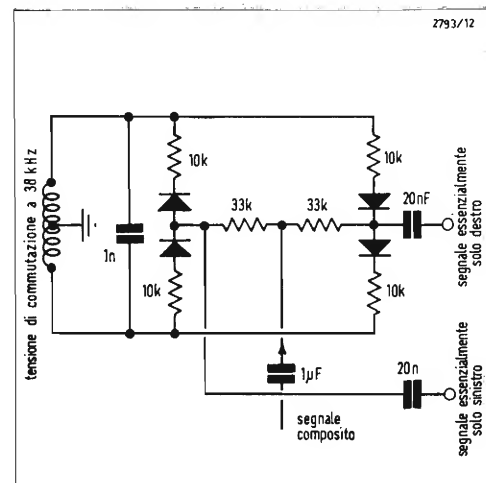 2793/12
tensione di commutazione a 38 kHz
1n
10k
10k
33k
33k
10k
10k
20nF
segnale essenzialmente
solo destro
1µF
segnale
composito
20n
segnale essenzialmente
solo sinistro